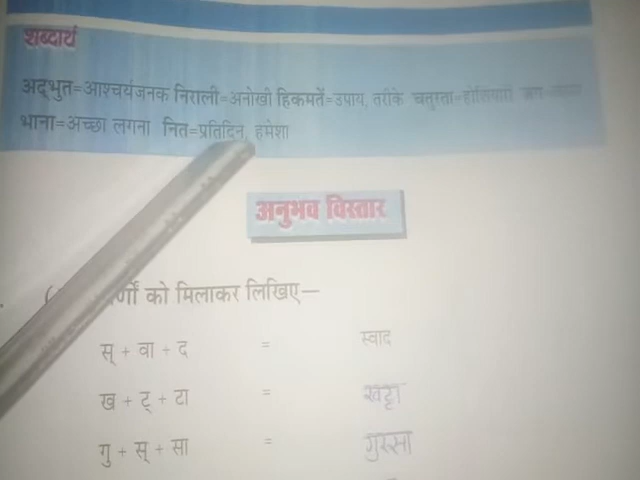 शब्दार्थ
अद्भुत=आश्चर्यजनक निराली=अनोखी हिकमतें=उपाय, तरीके चतुरता=होशियारी
भाना=अच्छा लगना नित=प्रतिदिन, हमेशा
अनुभव विस्तार
को मिलाकर लिखिए—
स् + वा + द = स्वाद
ख + ट् + टा = खट्टा
गु + स् + सा = गुस्सा